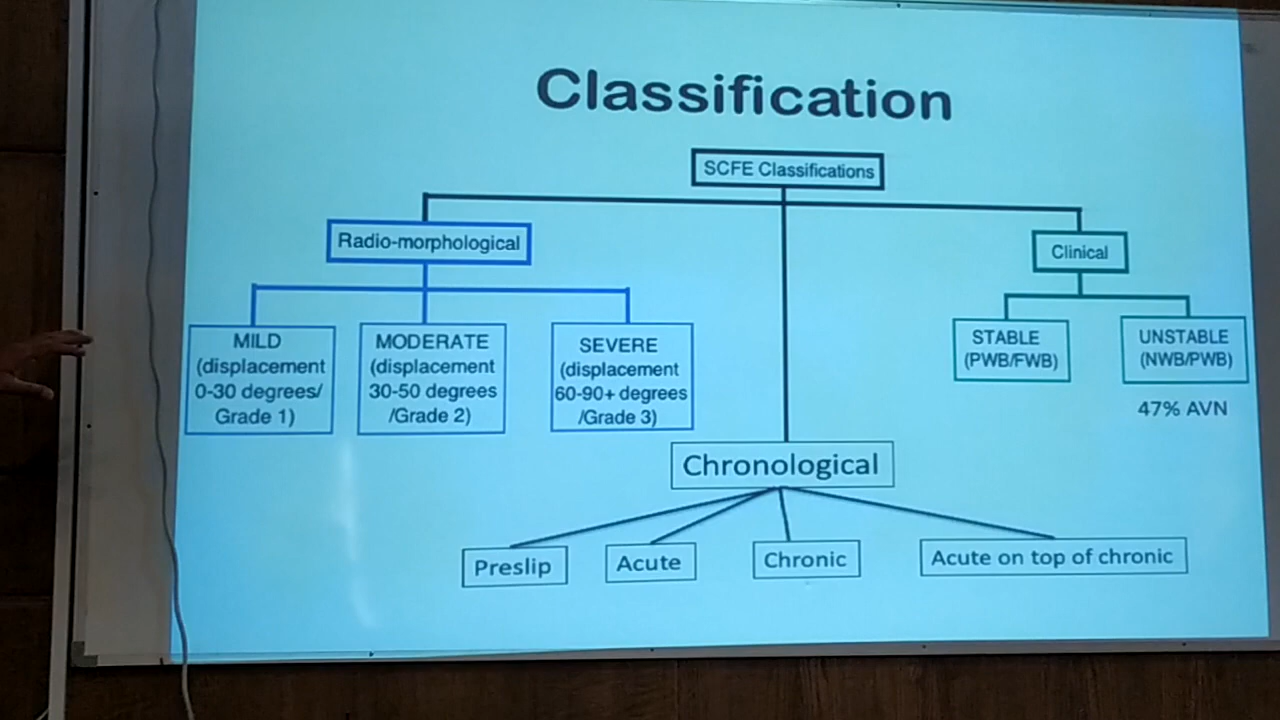 Classification
SCFE Classifications
Radio-morphological
Clinical
MILD
(displacement
0-30 degrees/
Grade 1)
MODERATE
(displacement
30-50 degrees
/Grade 2)
SEVERE
(displacement
60-90+ degrees
/Grade 3)
STABLE
(PWB/FWB)
UNSTABLE
(NWB/PWB)
47% AVN
Chronological
Preslip
Acute
Chronic
Acute on top of chronic